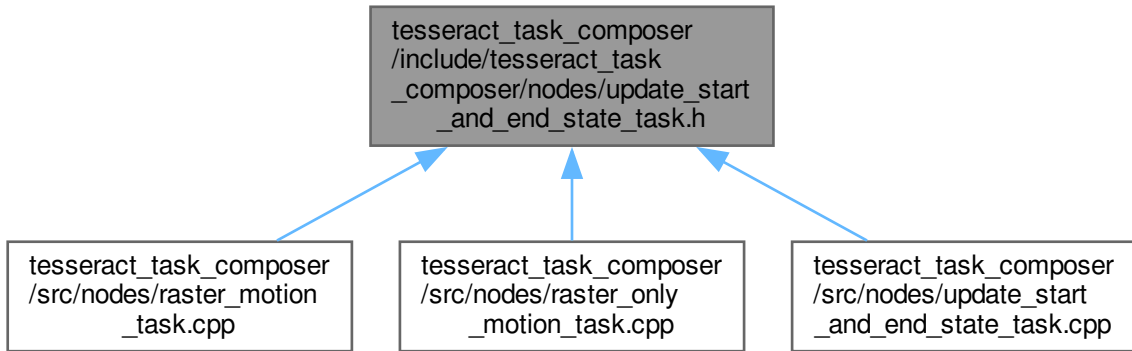 tesseract_task_composer
/include/tesseract_task
_composer/nodes/update_start
_and_end_state_task.h
tesseract_task_composer
/src/nodes/raster_motion
_task.cpp
tesseract_task_composer
/src/nodes/raster_only
_motion_task.cpp
tesseract_task_composer
/src/nodes/update_start
_and_end_state_task.cpp